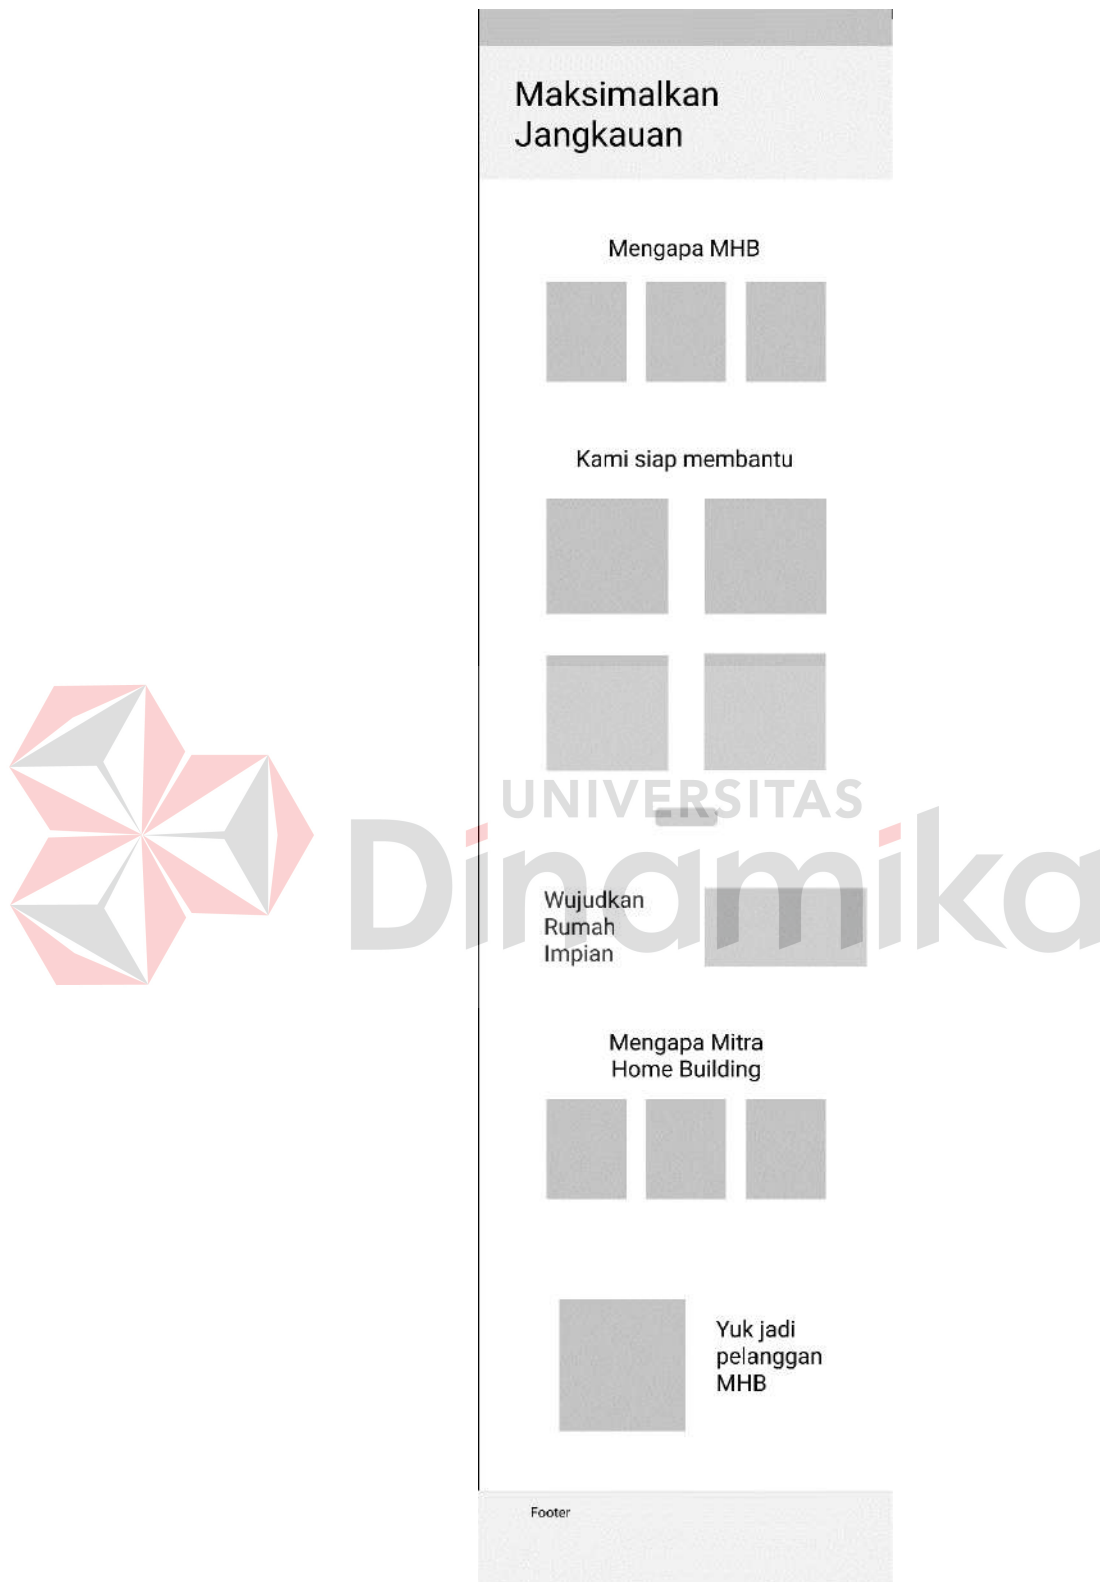 Maksimalkan
Jangkauan
Mengapa MHB
Kami siap membantu
UNIVERSITAS
Dinamika
Wujudkan
Rumah
Impian
Mengapa Mitra
Home Building
Yuk jadi
pelanggan
MHB
Footer